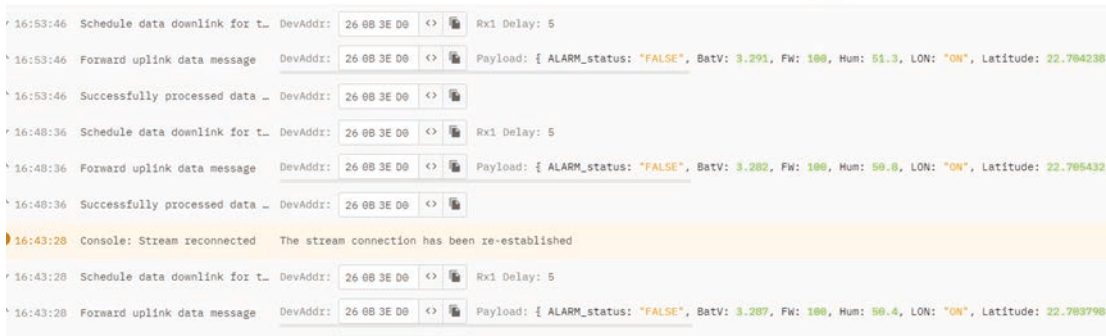 16:53:46 Schedule data downlink for t… DevAddr: 26 0B 3E D0 <> Rx1 Delay: 5
16:53:46 Forward uplink data message DevAddr: 26 0B 3E D0 <> Payload: { ALARM_status: "FALSE", BatV: 3.291, FW: 100, Hum: 51.3, LON: "ON", Latitude: 22.704238
16:53:46 Successfully processed data … DevAddr: 26 0B 3E D0 <>
16:48:36 Schedule data downlink for t… DevAddr: 26 0B 3E D0 <> Rx1 Delay: 5
16:48:36 Forward uplink data message DevAddr: 26 0B 3E D0 <> Payload: { ALARM_status: "FALSE", BatV: 3.282, FW: 100, Hum: 50.8, LON: "ON", Latitude: 22.705432
16:48:36 Successfully processed data … DevAddr: 26 0B 3E D0 <>
16:43:28 Console: Stream reconnected The stream connection has been re-established
16:43:28 Schedule data downlink for t… DevAddr: 26 0B 3E D0 <> Rx1 Delay: 5
16:43:28 Forward uplink data message DevAddr: 26 0B 3E D0 <> Payload: { ALARM_status: "FALSE", BatV: 3.287, FW: 100, Hum: 50.4, LON: "ON", Latitude: 22.703798